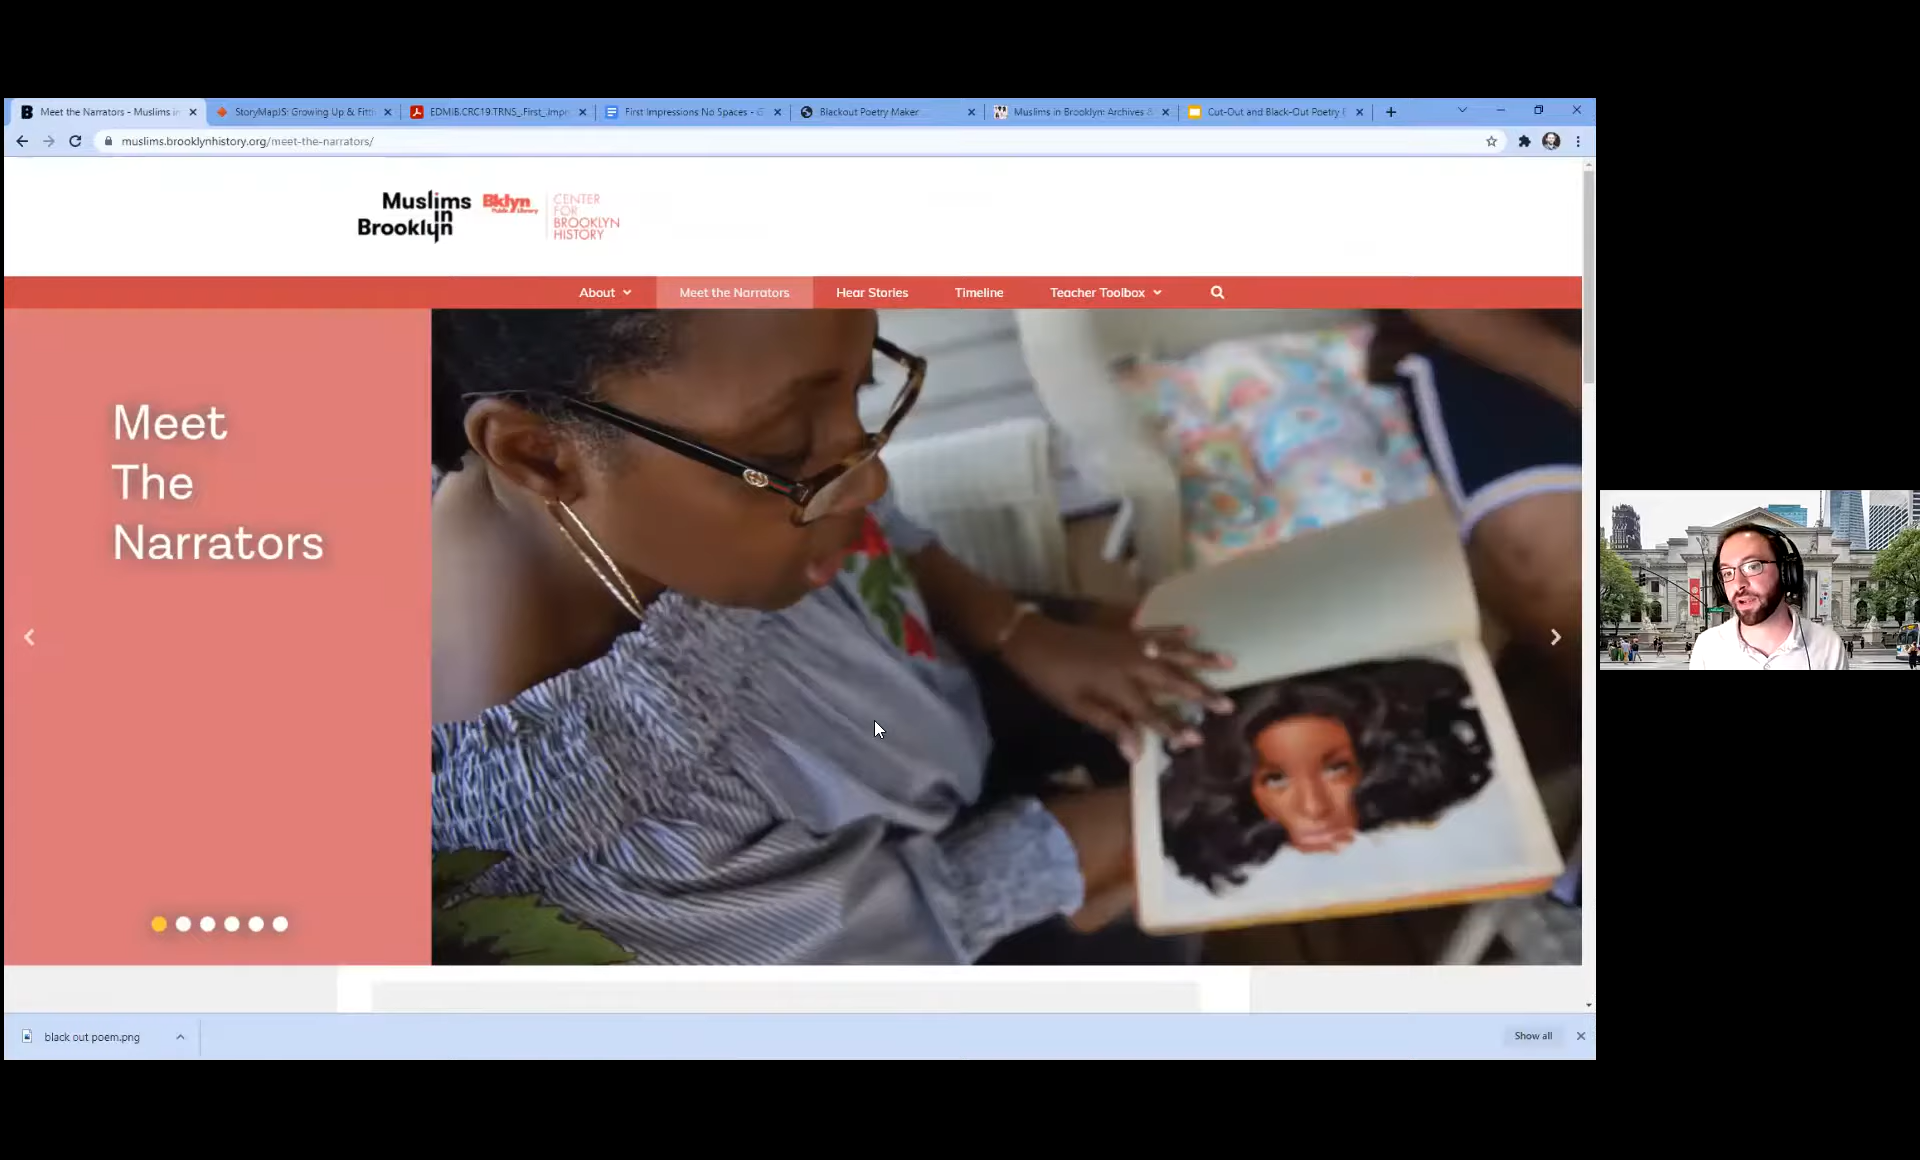 Meet the Narrators - Muslims in
StoryMapJS: Growing Up & Fitti
EDMIB.CRC19.TRNS_First_Impr
First Impressions No Spaces - G
Blackout Poetry Maker
Muslims in Brooklyn: Archives &
Cut-Out and Black-Out Poetry
muslims.brooklynhistory.org/meet-the-narrators/
Muslims
in
Brooklyn
Bklyn
Public Library
CENTER
FOR
BROOKLYN
HISTORY
About
Meet the Narrators
Hear Stories
Timeline
Teacher Toolbox
Meet
The
Narrators
black out poem.png
Show all